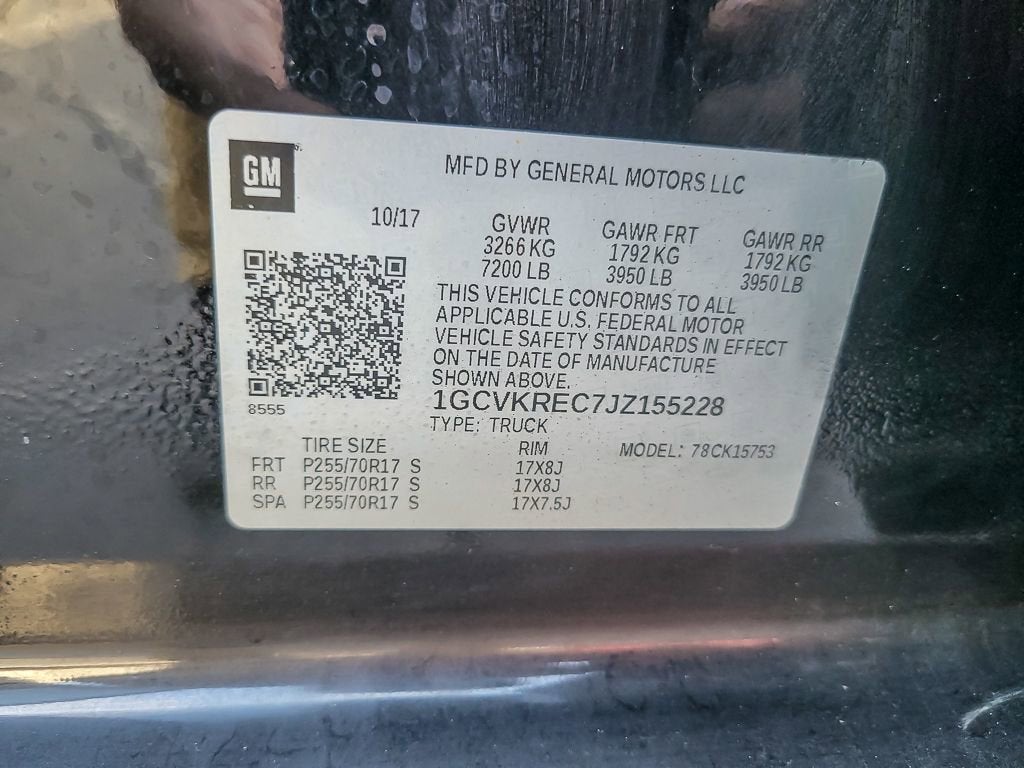 GM
MFD BY GENERAL MOTORS LLC
10/17
GVWR
3266 KG
7200 LB
GAWR FRT
1792 KG
3950 LB
GAWR RR
1792 KG
3950 LB
THIS VEHICLE CONFORMS TO ALL
APPLICABLE U.S. FEDERAL MOTOR
VEHICLE SAFETY STANDARDS IN EFFECT
ON THE DATE OF MANUFACTURE
SHOWN ABOVE.
8555
1GCVKREC7JZ155228
TYPE: TRUCK
TIRE SIZE RIM MODEL: 78CK15753
FRT P255/70R17 S 17X8J
RR P255/70R17 S 17X8J
SPA P255/70R17 S 17X7.5J